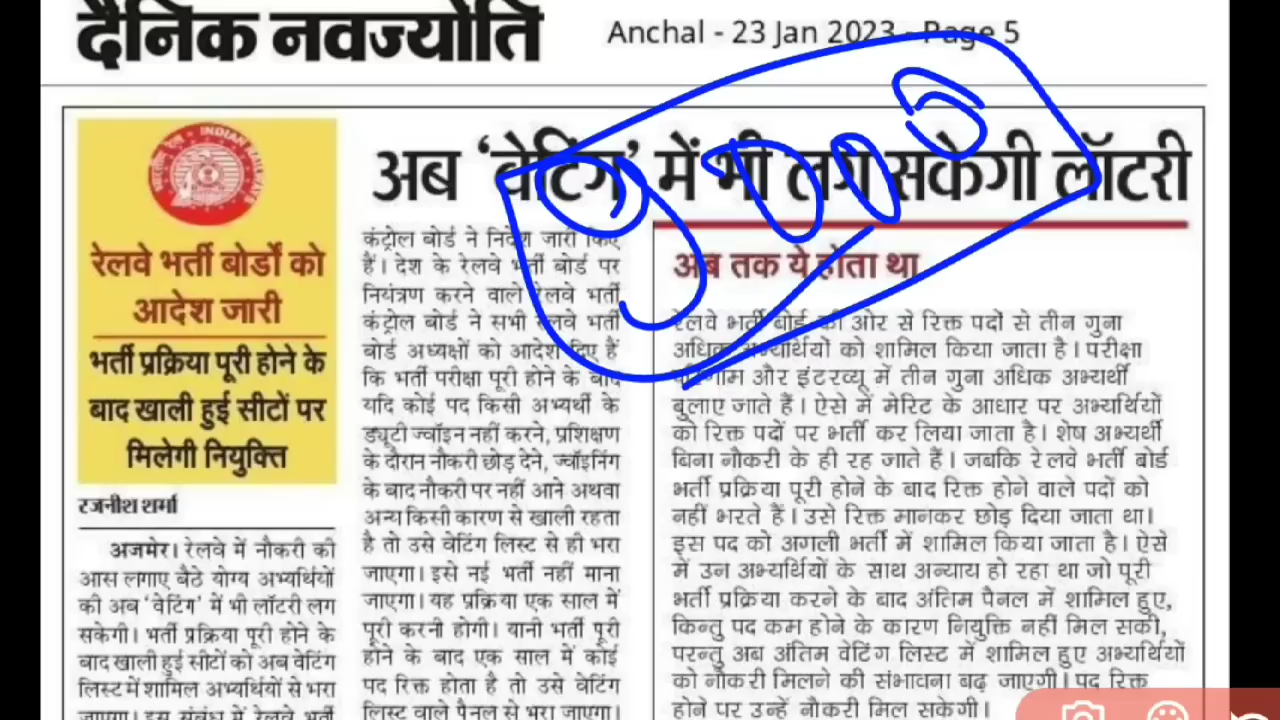 दैनिक नवज्योति
Anchal - 23 Jan 2023 - Page 5
INDIAN
रेलवे भर्ती बोर्डों को
आदेश जारी
भर्ती प्रक्रिया पूरी होने के
बाद खाली हुई सीटों पर
मिलेगी नियुक्ति
रजनीश शर्मा
अजमेर। रेलवे में नौकरी की
आस लगाए बैठे योग्य अभ्यर्थियों
की अब ‘वेटिंग’ में भी लॉटरी लग
सकेगी। भर्ती प्रक्रिया पूरी होने के
बाद खाली हुई सीटों को अब वेटिंग
लिस्ट में शामिल अभ्यर्थियों से भरा
जाएगा। इस संबंध में रेलवे भर्ती
अब ‘वेटिंग’ में भी लग सकेगी लॉटरी
कंट्रोल बोर्ड ने निर्देश जारी किए
हैं। देश के रेलवे भर्ती बोर्ड पर
नियंत्रण करने वाले रेलवे भर्ती
कंट्रोल बोर्ड ने सभी रेलवे भर्ती
बोर्ड अध्यक्षों को आदेश दिए हैं
कि भर्ती परीक्षा पूरी होने के बाद
यदि कोई पद किसी अभ्यर्थी के
ड्यूटी ज्वॉइन नहीं करने, प्रशिक्षण
के दौरान नौकरी छोड़ देने, ज्वॉइनिंग
के बाद नौकरी पर नहीं आने अथवा
अन्य किसी कारण से खाली रहता
है तो उसे वेटिंग लिस्ट से ही भरा
जाएगा। इसे नई भर्ती नहीं माना
जाएगा। यह प्रक्रिया एक साल में
पूरी करनी होगी। यानी भर्ती पूरी
होने के बाद एक साल में कोई
पद रिक्त होता है तो उसे वेटिंग
लिस्ट वाले पैनल से भरा जाएगा।
अब तक ये होता था
रेलवे भर्ती बोर्ड की ओर से रिक्त पदों से तीन गुना
अधिक अभ्यर्थियों को शामिल किया जाता है। परीक्षा
परिणाम और इंटरव्यू में तीन गुना अधिक अभ्यर्थी
बुलाए जाते हैं। ऐसे में मेरिट के आधार पर अभ्यर्थियों
को रिक्त पदों पर भर्ती कर लिया जाता है। शेष अभ्यर्थी
बिना नौकरी के ही रह जाते हैं। जबकि रेलवे भर्ती बोर्ड
भर्ती प्रक्रिया पूरी होने के बाद रिक्त होने वाले पदों को
नहीं भरते हैं। उसे रिक्त मानकर छोड़ दिया जाता था।
इस पद को अगली भर्ती में शामिल किया जाता है। ऐसे
में उन अभ्यर्थियों के साथ अन्याय हो रहा था जो पूरी
भर्ती प्रक्रिया करने के बाद अंतिम पैनल में शामिल हुए,
किन्तु पद कम होने के कारण नियुक्ति नहीं मिल सकी,
परन्तु अब अंतिम वेटिंग लिस्ट में शामिल हुए अभ्यर्थियों
को नौकरी मिलने की संभावना बढ़ जाएगी। पद रिक्त
होने पर उन्हें नौकरी मिल सकेगी।